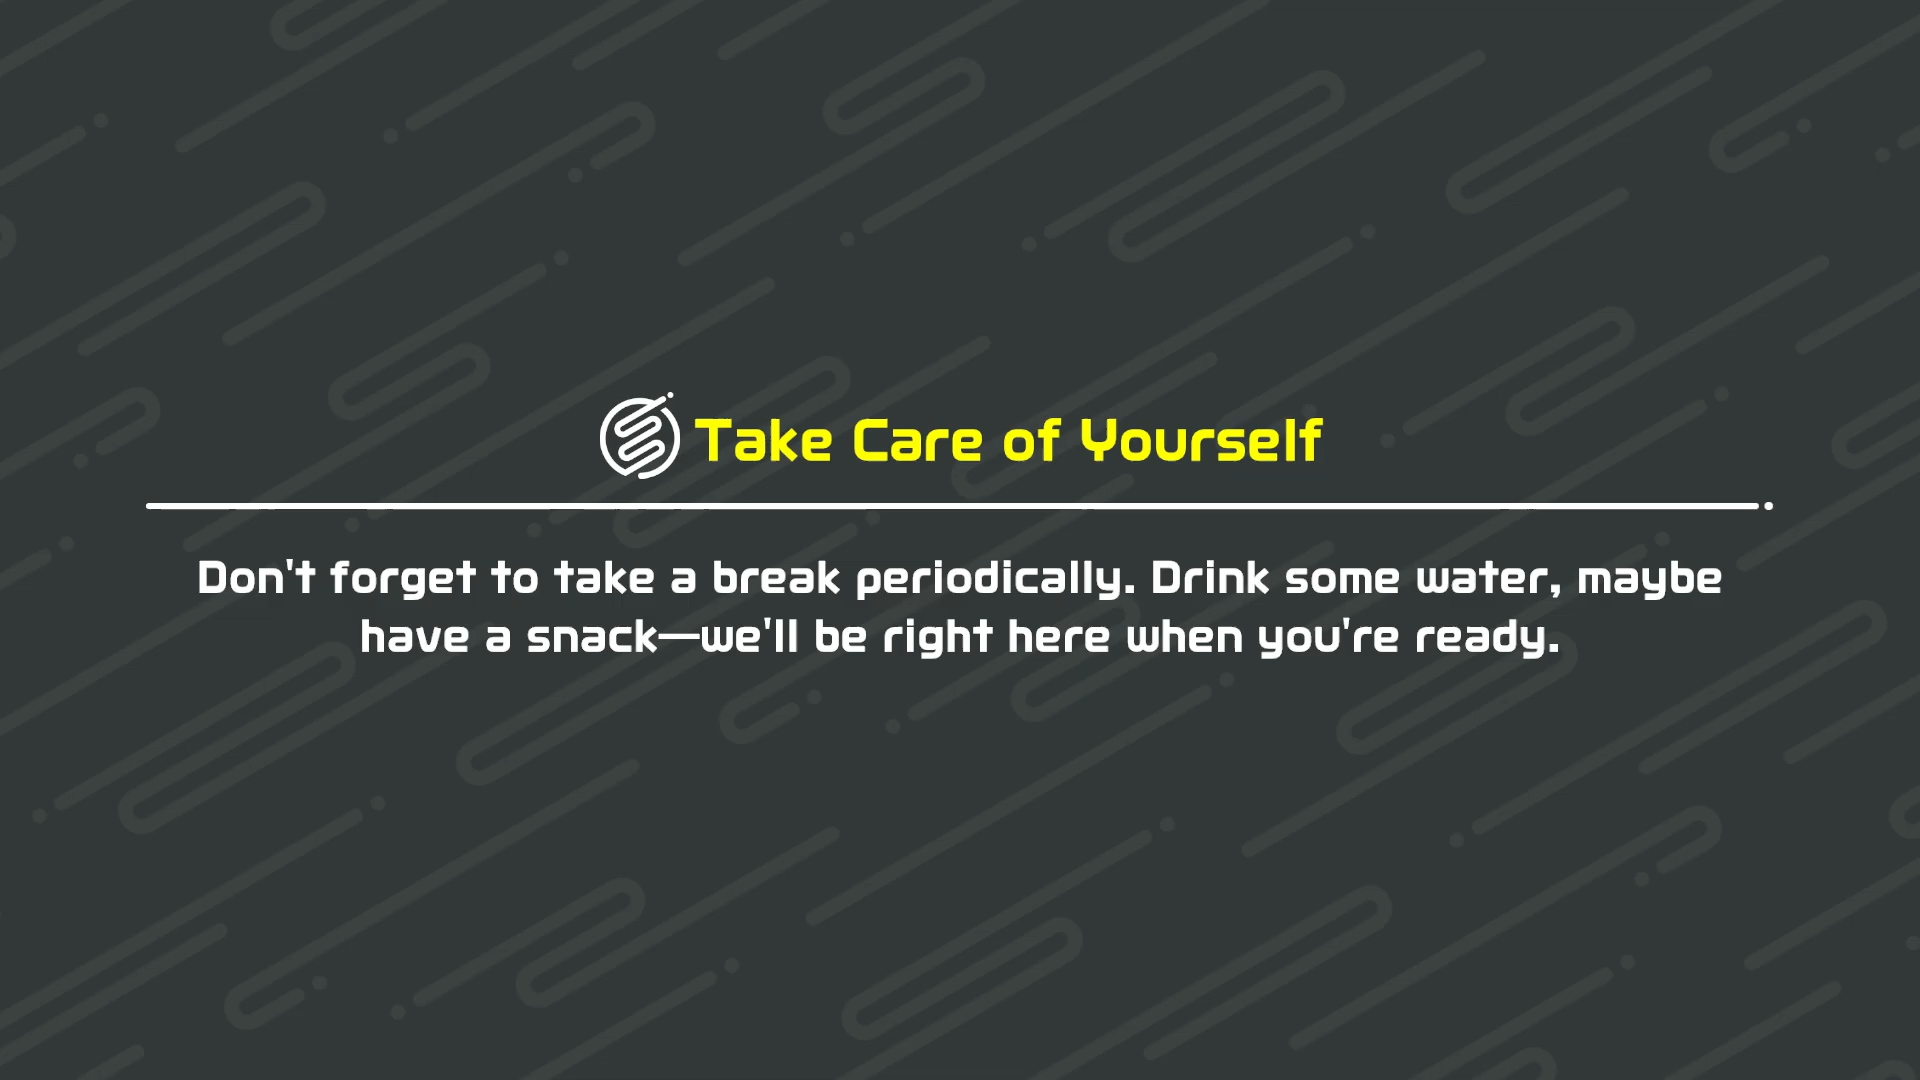 Take Care of Yourself
Don't forget to take a break periodically. Drink some water, maybe
have a snack—we'll be right here when you're ready.